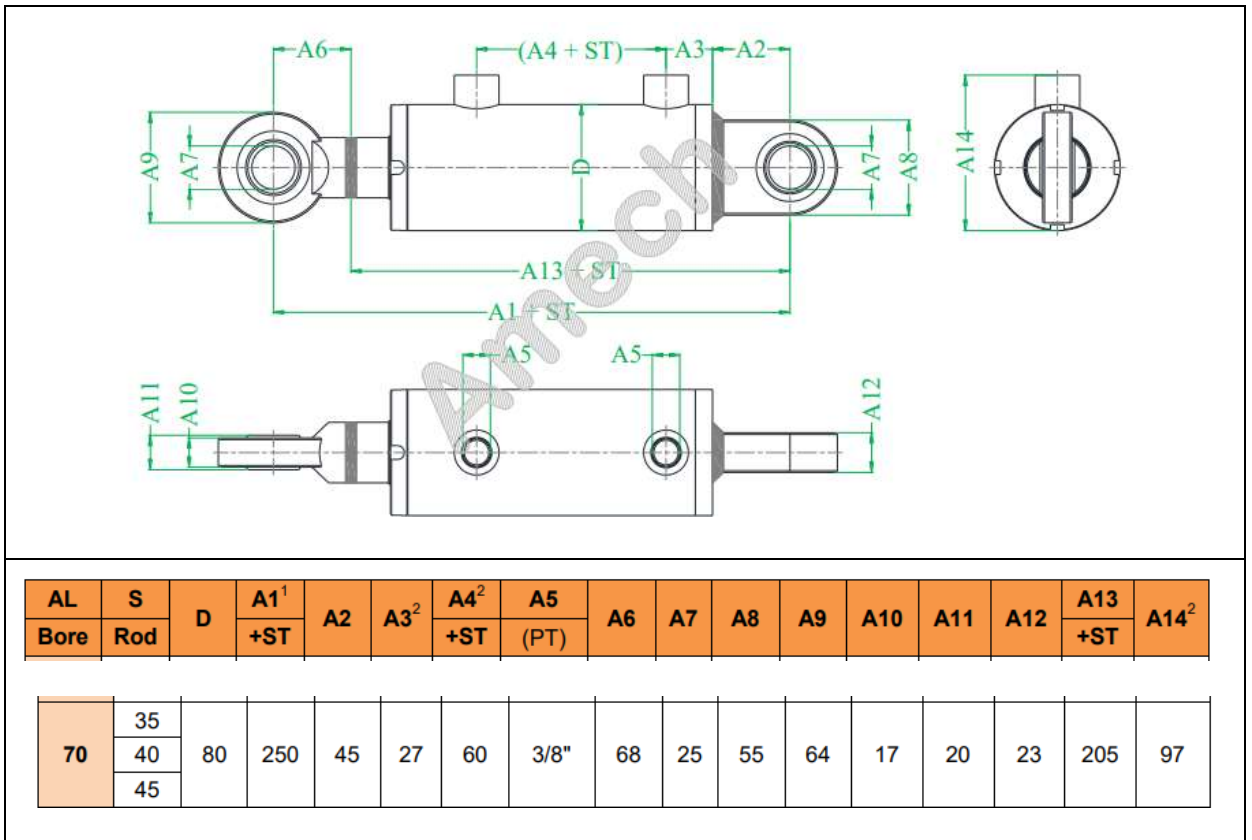 A6 (A4 + ST) A3 A2
A9 A7 D A7 A8 A14
A13 + ST
A1 + ST
Amech
A5 A5
A11 A10 A12
AL S D A1¹ A2 A3² A4² A5 A6 A7 A8 A9 A10 A11 A12 A13 A14²
Bore Rod +ST +ST (PT) +ST
35
70 40 80 250 45 27 60 3/8" 68 25 55 64 17 20 23 205 97
45